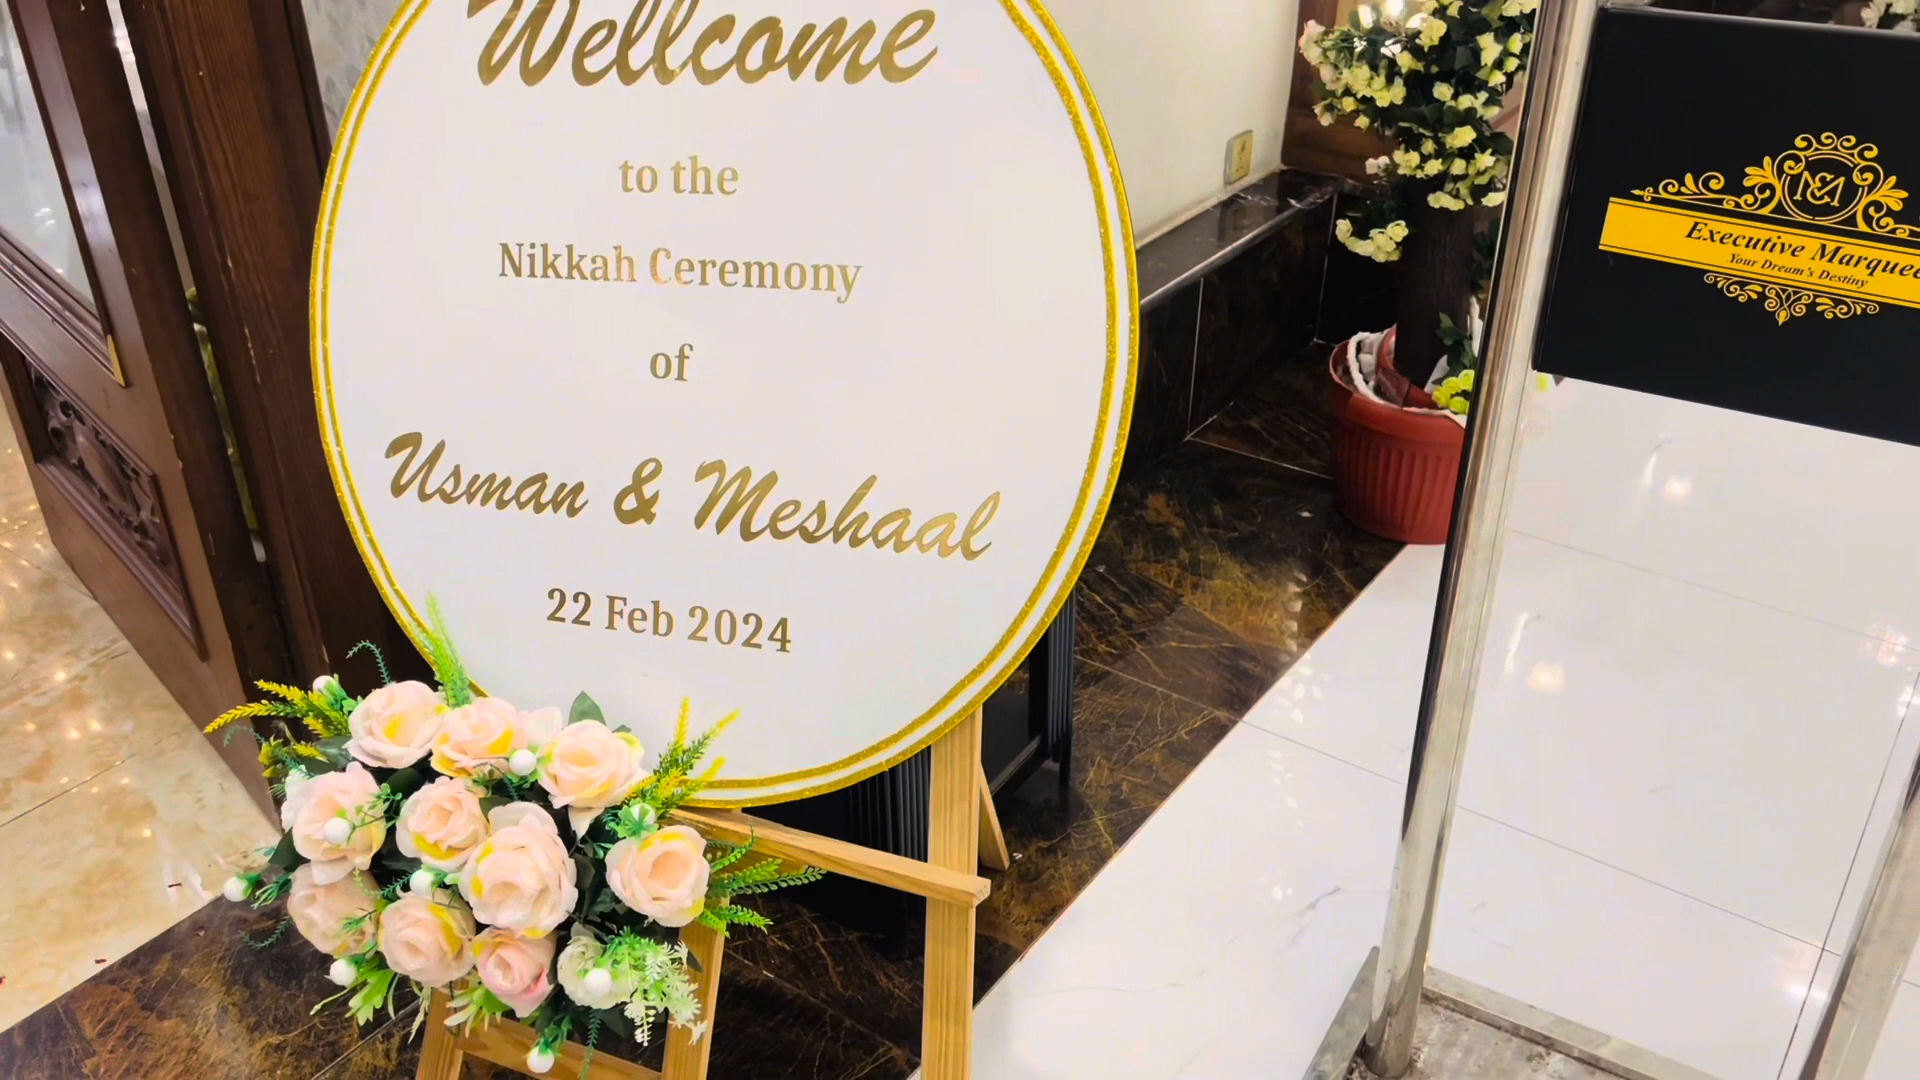 Wellcome
to the
Nikkah Ceremony
of
Usman & Meshaal
22 Feb 2024
Executive Marquee
Your Dream's Destiny